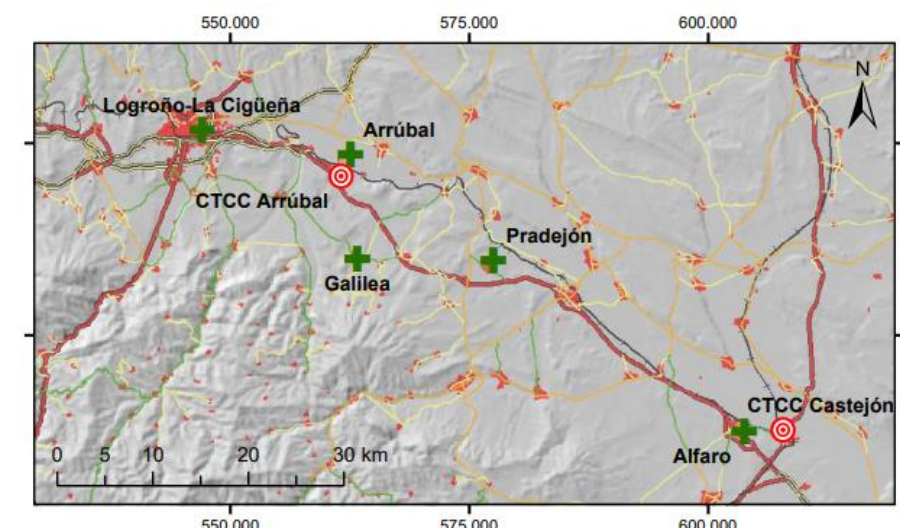 550.000 575.000 600.000
N
Logroño-La Cigüeña
Arrúbal
CTCC Arrúbal
Pradejón
Galilea
CTCC Castejón
Alfaro
0 5 10 20 30 km
550.000 575.000 600.000